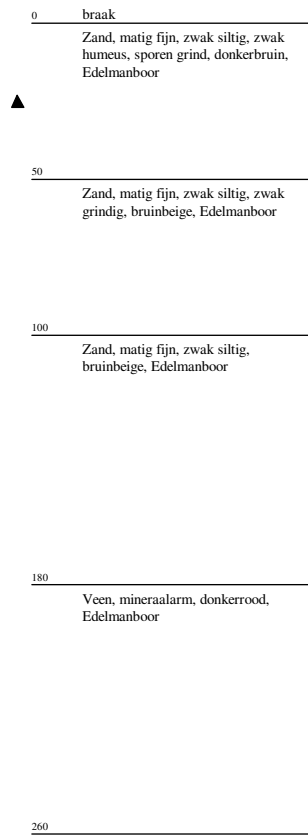 0 braak
Zand, matig fijn, zwak siltig, zwak
humeus, sporen grind, donkerbruin,
Edelmanboor
50
Zand, matig fijn, zwak siltig, zwak
grindig, bruinbeige, Edelmanboor
100
Zand, matig fijn, zwak siltig,
bruinbeige, Edelmanboor
180
Veen, mineraalarm, donkerrood,
Edelmanboor
260